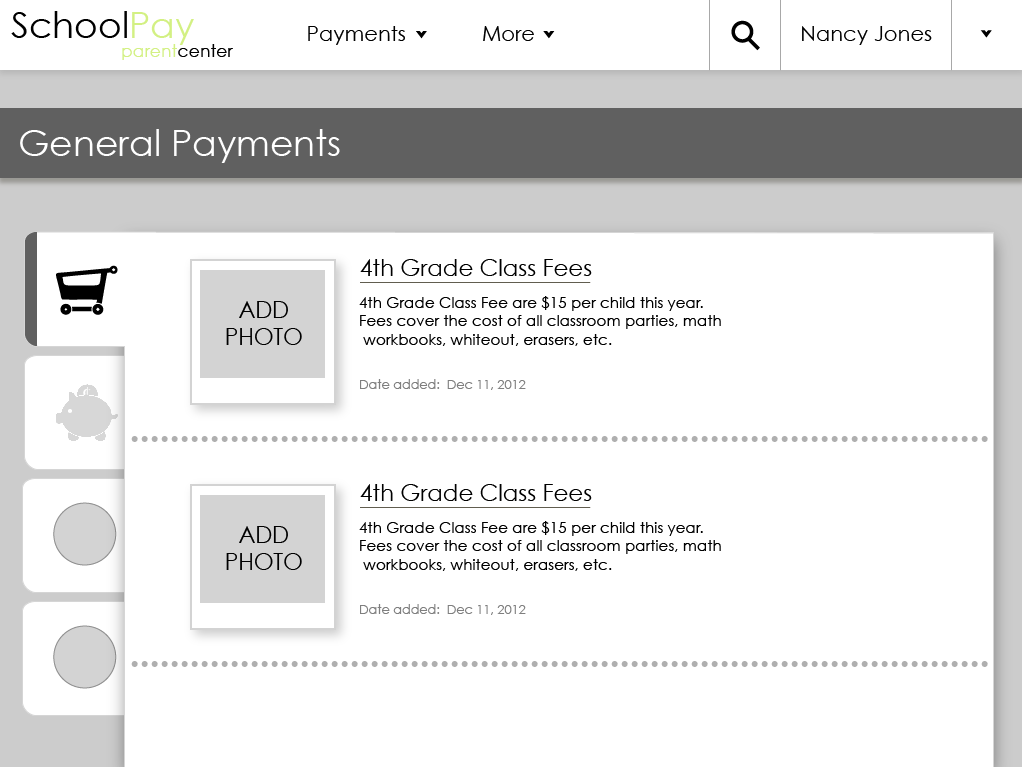 SchoolPay
parentcenter
Payments
More
Nancy Jones
General Payments
ADD
PHOTO
4th Grade Class Fees
4th Grade Class Fee are $15 per child this year.
Fees cover the cost of all classroom parties, math
workbooks, whiteout, erasers, etc.
Date added: Dec 11, 2012
ADD
PHOTO
4th Grade Class Fees
4th Grade Class Fee are $15 per child this year.
Fees cover the cost of all classroom parties, math
workbooks, whiteout, erasers, etc.
Date added: Dec 11, 2012